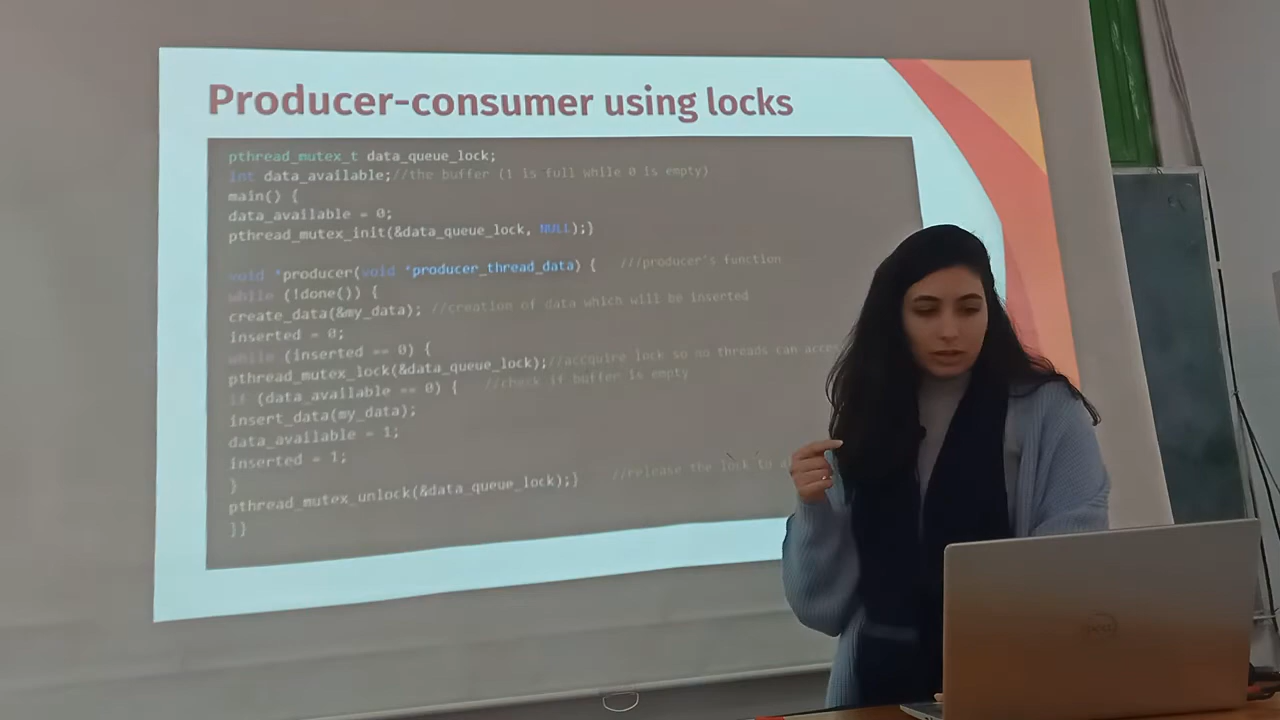 Producer-consumer using locks
pthread_mutex_t data_queue_lock;
int data_available;//the buffer (1 is full while 0 is empty)
main() {
data_available = 0;
pthread_mutex_init(&data_queue_lock, NULL);}
void *producer(void *producer_thread_data) { ///producer's function
while (!done()) {
create_data(&my_data); //creation of data which will be inserted
inserted = 0;
while (inserted == 0) {
pthread_mutex_lock(&data_queue_lock);//accquire lock so no threads can acces
if (data_available == 0) { //check if buffer is empty
insert_data(my_data);
data_available = 1;
inserted = 1;
}
pthread_mutex_unlock(&data_queue_lock);} //release the lock to
})
DELL